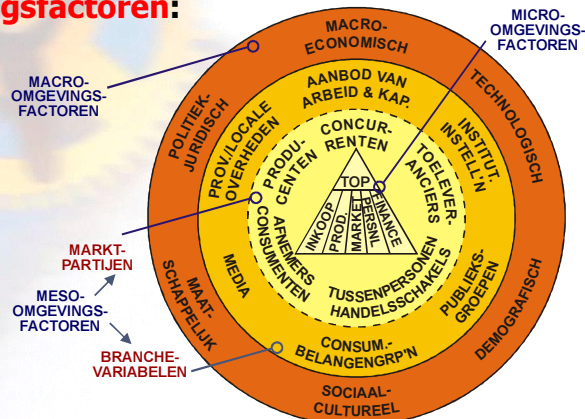 gsfactoren:
MICRO-
OMGEVINGS-
FACTOREN
MACRO-
OMGEVINGS-
FACTOREN
MACRO-
ECONOMISCH
TECHNOLOGISCH
DEMOGRAFISCH
SOCIAAL-
CULTUREEL
MAAT-
SCHAPPELIJK
POLITIEK-
JURIDISCH
AANBOD VAN
ARBEID & KAP.
INSTITUT.
INSTELL'N
PUBLIEKS-
GROEPEN
CONSUM.-
BELANGENGRP'N
MEDIA
PROV./LOCALE
OVERHEDEN
CONCUR-
RENTEN
TOELEVER-
ANCIERS
TUSSENPERSONEN
HANDELSSCHAKELS
AFNEMERS
CONSUMENTEN
PRODU-
CENTEN
TOP
INKOOP
PROD.
MARKET
PERSNL
FINANCE
MARKT-
PARTIJEN
MESO-
OMGEVINGS-
FACTOREN
BRANCHE-
VARIABELEN